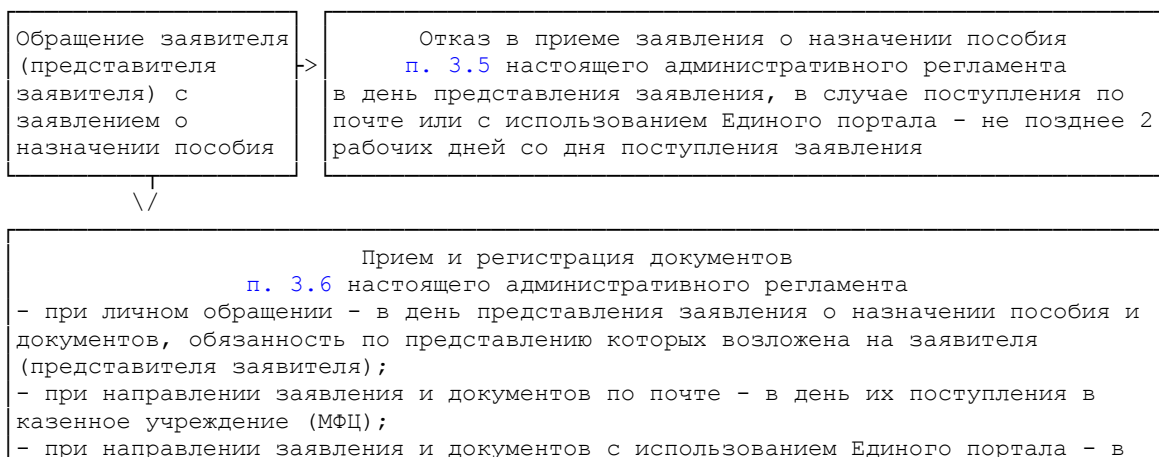 Обращение заявителя
(представителя
заявителя) с
заявлением о
назначении пособия
Отказ в приеме заявления о назначении пособия
п. 3.5 настоящего административного регламента
в день представления заявления, в случае поступления по
почте или с использованием Единого портала - не позднее 2
рабочих дней со дня поступления заявления
Прием и регистрация документов
п. 3.6 настоящего административного регламента
- при личном обращении - в день представления заявления о назначении пособия и
документов, обязанность по представлению которых возложена на заявителя
(представителя заявителя);
- при направлении заявления и документов по почте - в день их поступления в
казенное учреждение (МФЦ);
- при направлении заявления и документов с использованием Единого портала - в